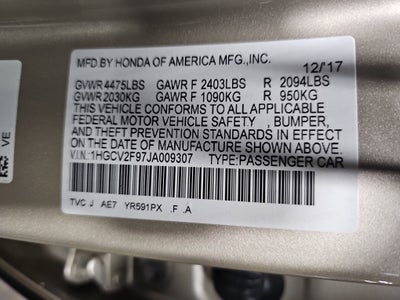 MFD.BY HONDA OF AMERICA MFG.,INC. 12/'17
GVWR 4475LBS GAWR F 2403LBS R 2094LBS
GVWR 2030KG GAWR F 1090KG R 950KG
THIS VEHICLE CONFORMS TO ALL APPLICABLE
FEDERAL MOTOR VEHICLE SAFETY , BUMPER,
AND THEFT PREVENTION STANDARDS IN EFFECT
ON THE DATE OF MANUFACTURE SHOWN ABOVE.
V.I.N.:1HGCV2F97JA009307 TYPE:PASSENGER CAR
TVC J AE7 YR591PX .F .A
VE